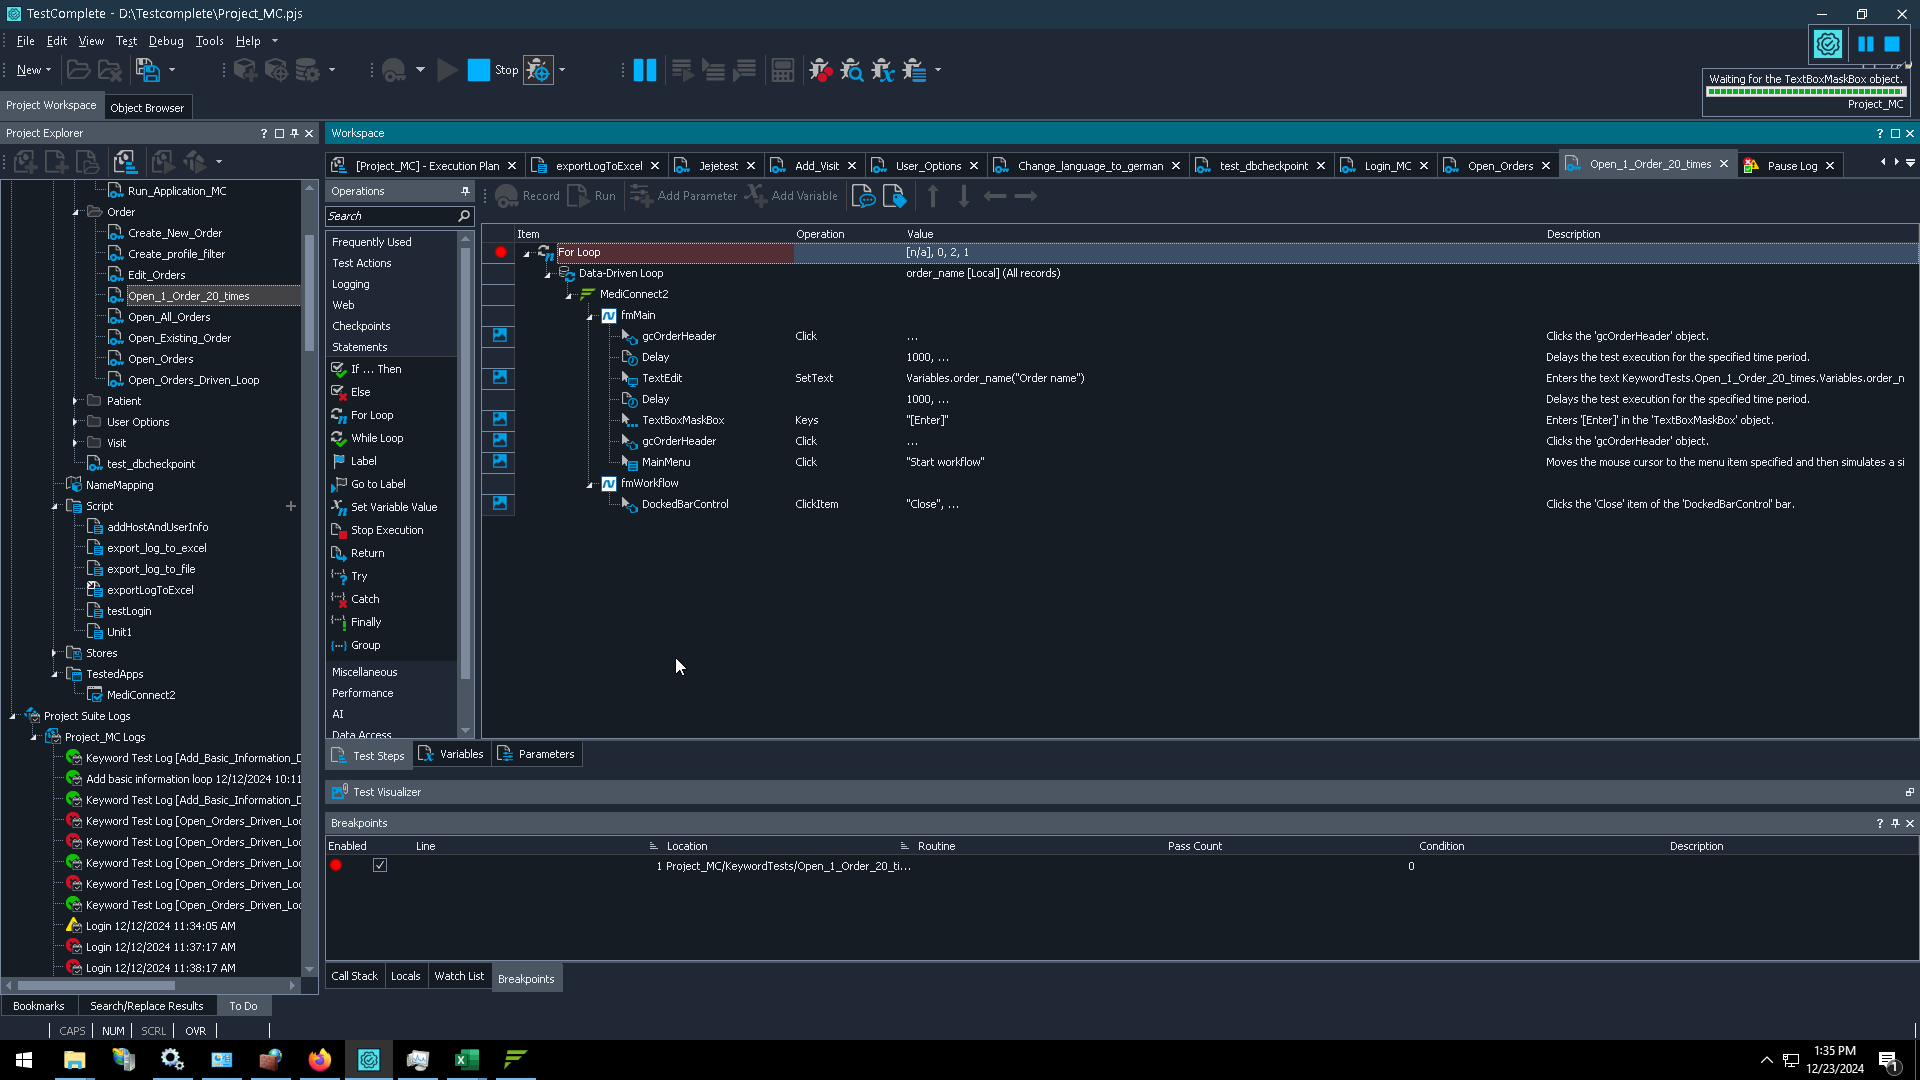 TestComplete - D:\Testcomplete\Project_MC.pjs
File Edit View Test Debug Tools Help
New Stop
Waiting for the TextBoxMaskBox object.
Project_MC
Project Workspace Object Browser
Project Explorer
Workspace
[Project_MC] - Execution Plan exportLogToExcel Jejetest Add_Visit User_Options Change_language_to_german test_dbcheckpoint Login_MC Open_Orders Open_1_Order_20_times Pause Log
Run_Application_MC
Order
Create_New_Order
Create_profile_filter
Edit_Orders
Open_1_Order_20_times
Open_All_Orders
Open_Existing_Order
Open_Orders
Open_Orders_Driven_Loop
Patient
User Options
Visit
test_dbcheckpoint
NameMapping
Script
addHostAndUserInfo
export_log_to_excel
export_log_to_file
exportLogToExcel
testLogin
Unit1
Stores
TestedApps
MediConnect2
Project Suite Logs
Project_MC Logs
Keyword Test Log [Add_Basic_Information_D
Add basic information loop 12/12/2024 10:11
Keyword Test Log [Add_Basic_Information_D
Keyword Test Log [Open_Orders_Driven_Loo
Keyword Test Log [Open_Orders_Driven_Loo
Keyword Test Log [Open_Orders_Driven_Loo
Keyword Test Log [Open_Orders_Driven_Loo
Keyword Test Log [Open_Orders_Driven_Loo
Login 12/12/2024 11:34:05 AM
Login 12/12/2024 11:37:17 AM
Login 12/12/2024 11:38:17 AM
Operations
Search
Frequently Used
Test Actions
Logging
Web
Checkpoints
Statements
If ... Then
Else
For Loop
While Loop
Label
Go to Label
Set Variable Value
Stop Execution
Return
Try
Catch
Finally
Group
Miscellaneous
Performance
AI
Data Access
Record Run Add Parameter Add Variable
Item Operation Value Description
For Loop [n/a], 0, 2, 1
Data-Driven Loop order_name [Local] (All records)
MediConnect2
fmMain
gcOrderHeader Click ... Clicks the 'gcOrderHeader' object.
Delay 1000, ... Delays the test execution for the specified time period.
TextEdit SetText Variables.order_name("Order name") Enters the text KeywordTests.Open_1_Order_20_times.Variables.order_n
Delay 1000, ... Delays the test execution for the specified time period.
TextBoxMaskBox Keys "[Enter]" Enters '[Enter]' in the 'TextBoxMaskBox' object.
gcOrderHeader Click ... Clicks the 'gcOrderHeader' object.
MainMenu Click "Start workflow" Moves the mouse cursor to the menu item specified and then simulates a si
fmWorkflow
DockedBarControl ClickItem "Close", ... Clicks the 'Close' item of the 'DockedBarControl' bar.
Test Steps Variables Parameters
Test Visualizer
Breakpoints
Enabled Line Location Routine Pass Count Condition Description
1 Project_MC/KeywordTests/Open_1_Order_20_ti... 0
Call Stack Locals Watch List Breakpoints
Bookmarks Search/Replace Results To Do
CAPS NUM SCRL OVR
1:35 PM
12/23/2024
1